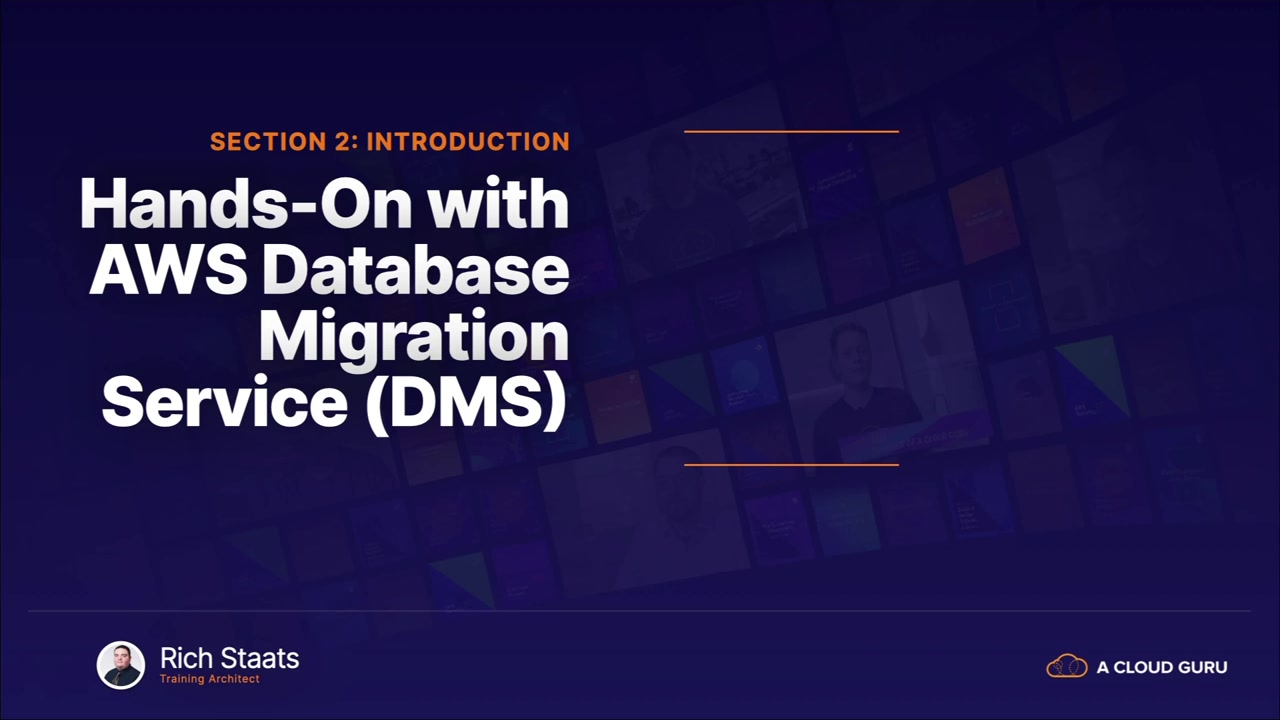 SECTION 2: INTRODUCTION
Hands-On with
AWS Database
Migration
Service (DMS)
Rich Staats
Training Architect
A CLOUD GURU